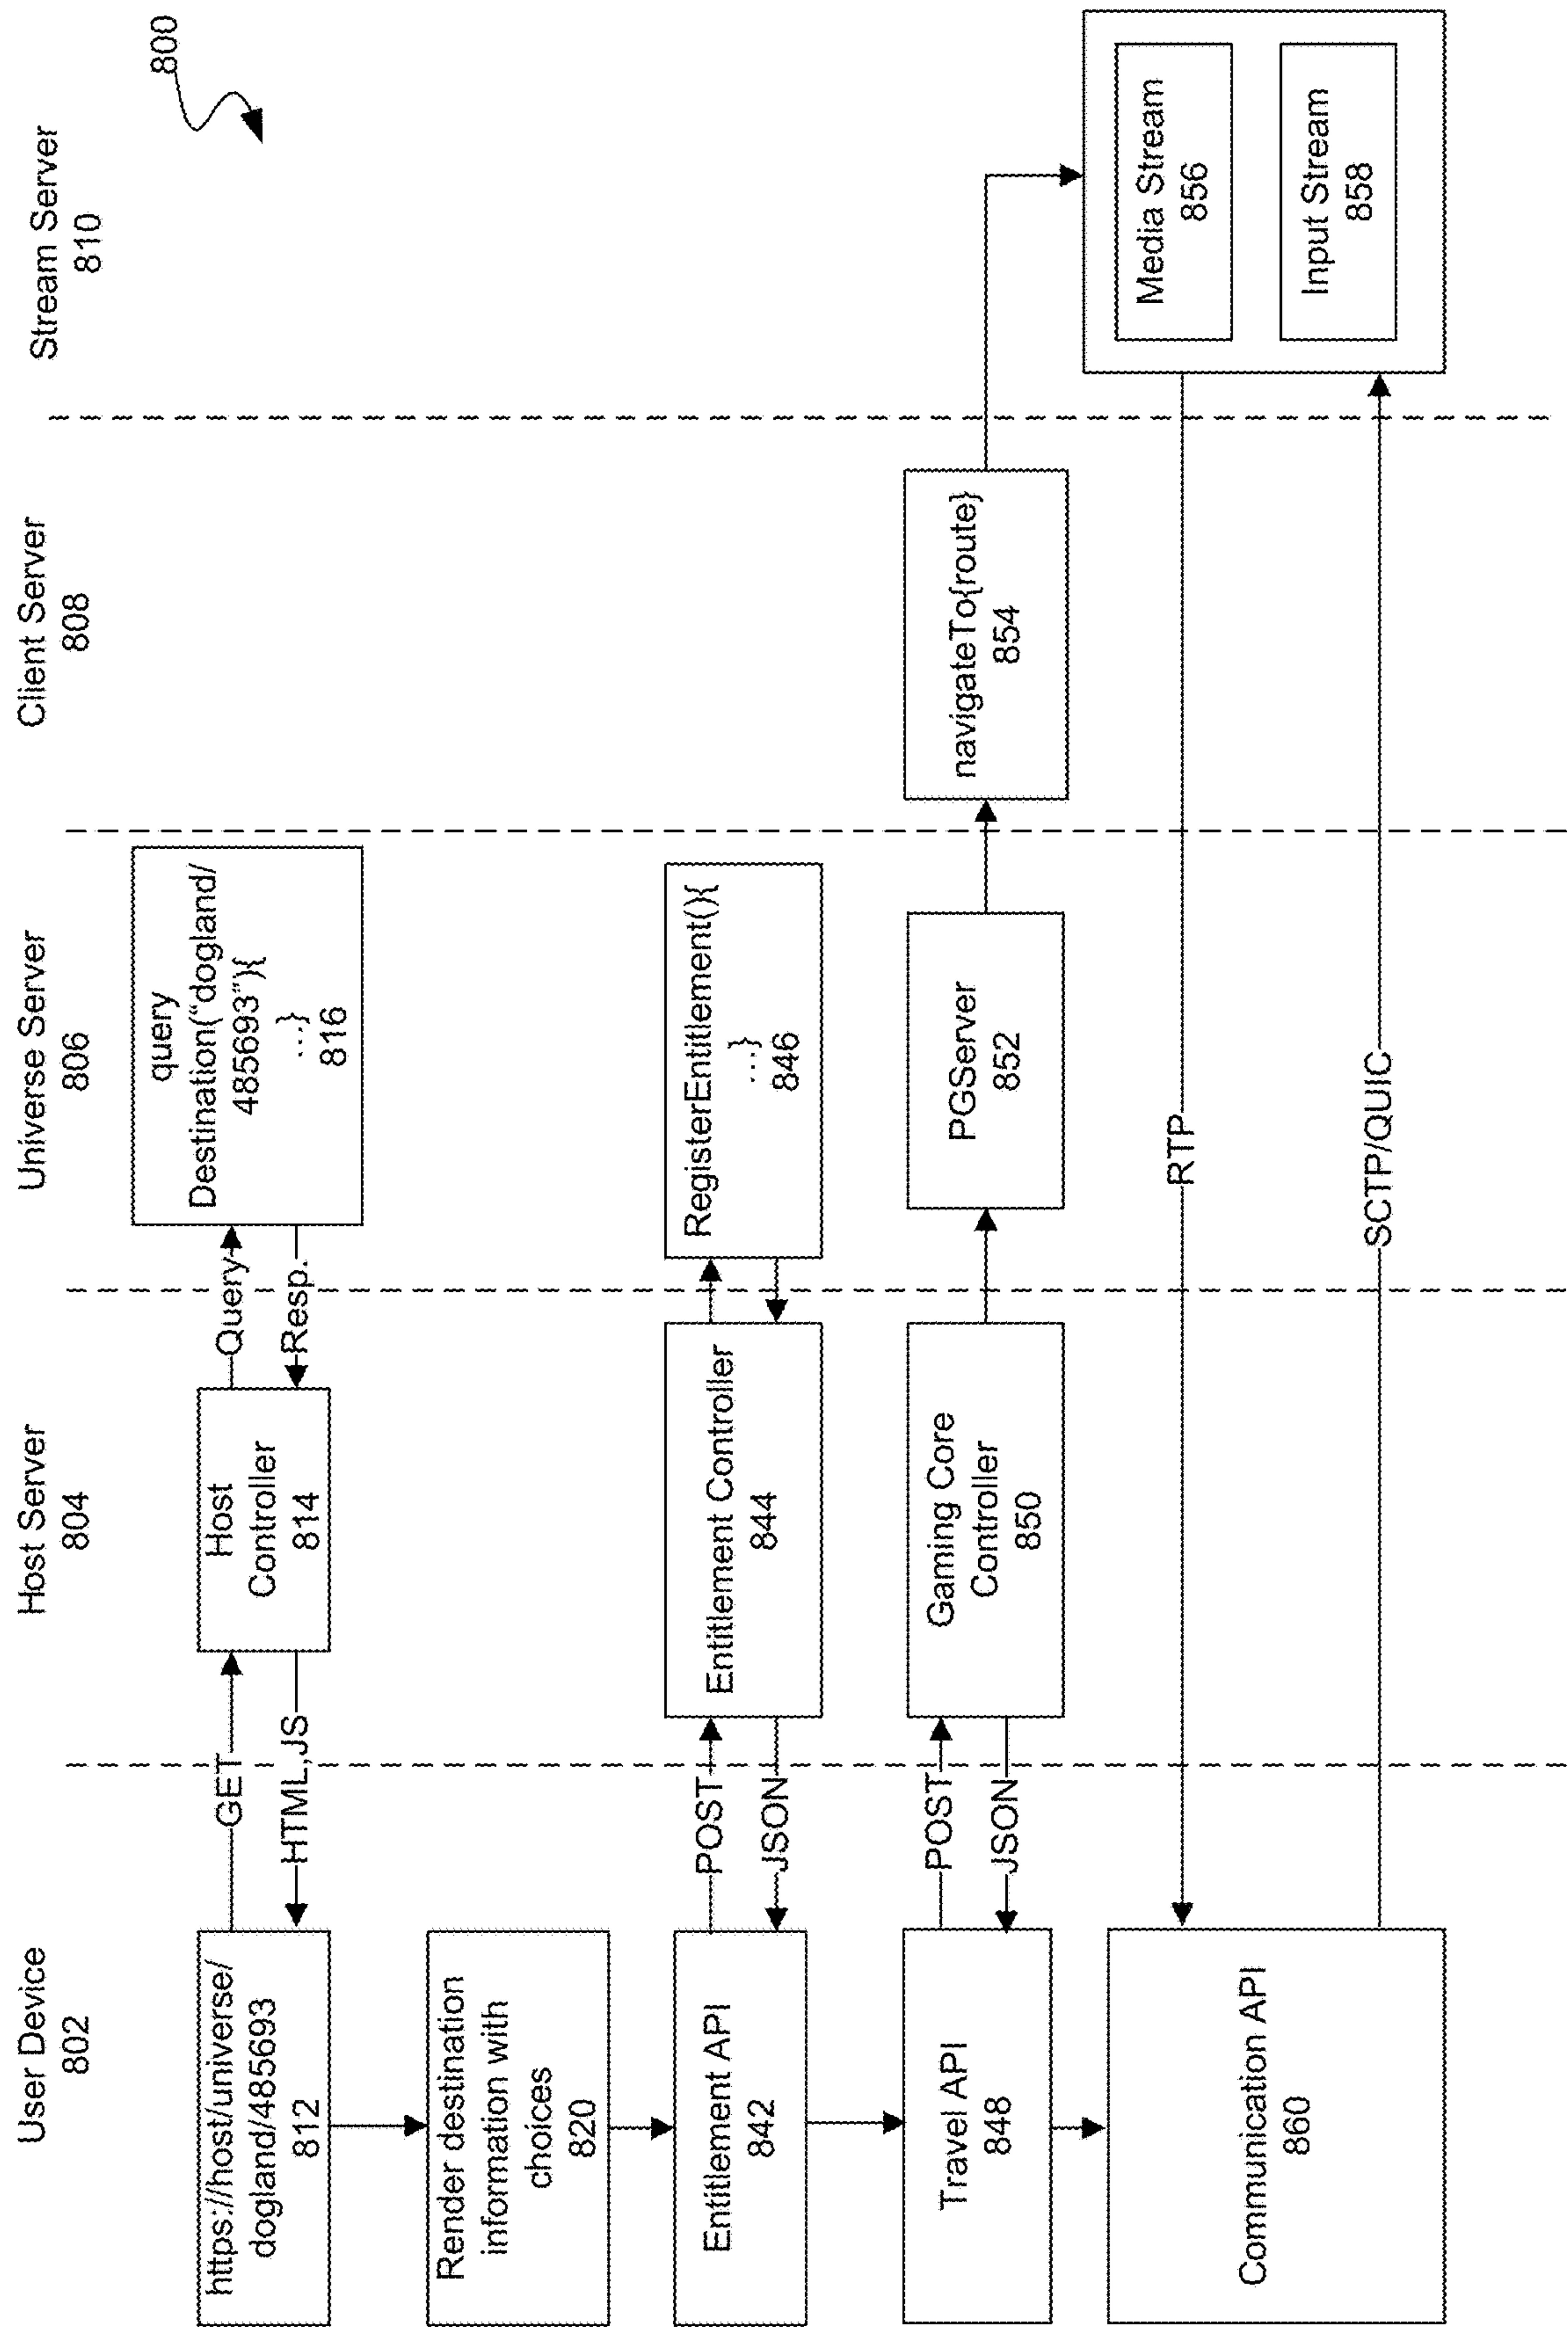 800
User Device
802
Host Server
804
Universe Server
806
Client Server
808
Stream Server
810
https://host/universe/
dogland/485693
812
GET
HTML,JS
Host
Controller
814
Query
Resp.
query
Destination(“dogland/
485693”){
…}
816
Render destination
information with
choices
820
Entitlement API
842
POST
JSON
Entitlement Controller
844
RegisterEntitlement(){
…}
846
Travel API
848
POST
JSON
Gaming Core
Controller
850
PGServer
852
navigateTo{route}
854
Media Stream
856
Input Stream
858
RTP
SCTP/QUIC
Communication API
860